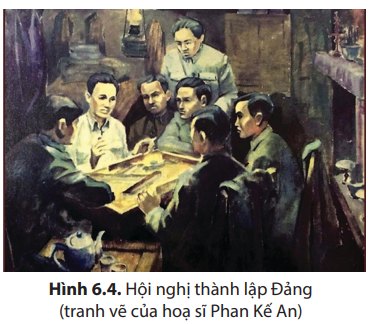 Hình 6.4. Hội nghị thành lập Đảng
(tranh vẽ của hoạ sĩ Phan Kế An)